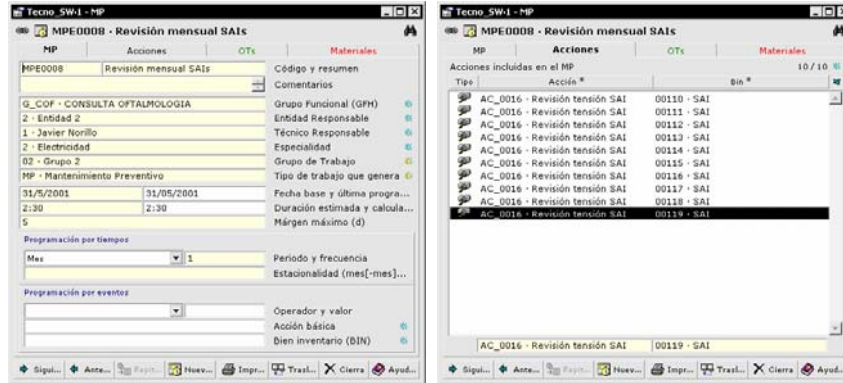 Tecno_SW-1 - MP
MPE0008 - Revisión mensual SAIs
MP Acciones OTs Materiales
MPE0008 Revisión mensual SAIs Código y resumen
Comentarios
G_COF - CONSULTA OFTALMOLOGIA Grupo Funcional (GFH)
2 - Entidad 2 Entidad Responsable
1 - Javier Norillo Técnico Responsable
2 - Electricidad Especialidad
02 - Grupo 2 Grupo de Trabajo
MP - Mantenimiento Preventivo Tipo de trabajo que genera
31/5/2001 31/05/2001 Fecha base y última progra...
2:30 2:30 Duración estimada y calcula...
5 Márgen máximo (d)
Programación por tiempos
Mes 1 Periodo y frecuencia
Estacionalidad (mes[-mes]...
Programación por eventos
Operador y valor
Acción básica
Bien inventario (BIN)
Sigui... Ante... Repit... Nuev... Impr... Trasl... Cierra Ayud...
Tecno_SW-1 - MP
MPE0008 - Revisión mensual SAIs
MP Acciones OTs Materiales
Acciones incluidas en el MP 10/10
Tipo Acción * Bin *
AC_0016 - Revisión tensión SAI 00110 - SAI
AC_0016 - Revisión tensión SAI 00111 - SAI
AC_0016 - Revisión tensión SAI 00112 - SAI
AC_0016 - Revisión tensión SAI 00113 - SAI
AC_0016 - Revisión tensión SAI 00114 - SAI
AC_0016 - Revisión tensión SAI 00115 - SAI
AC_0016 - Revisión tensión SAI 00116 - SAI
AC_0016 - Revisión tensión SAI 00117 - SAI
AC_0016 - Revisión tensión SAI 00118 - SAI
AC_0016 - Revisión tensión SAI 00119 - SAI
AC_0016 - Revisión tensión SAI 00119 - SAI
Sigui... Ante... Repit... Nuev... Impr... Trasl... Cierra Ayud...